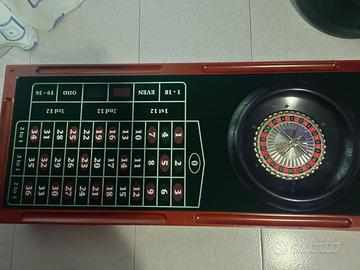 3 6 9 12 15 18 21 24 27 30 33 36 2 to 1
0 2 5 8 11 14 17 20 23 26 29 32 35 2 to 1
1 4 7 10 13 16 19 22 25 28 31 34 2 to 1
1st 12 2nd 12 3rd 12
1 - 18 EVEN ODD 19 - 36
subito